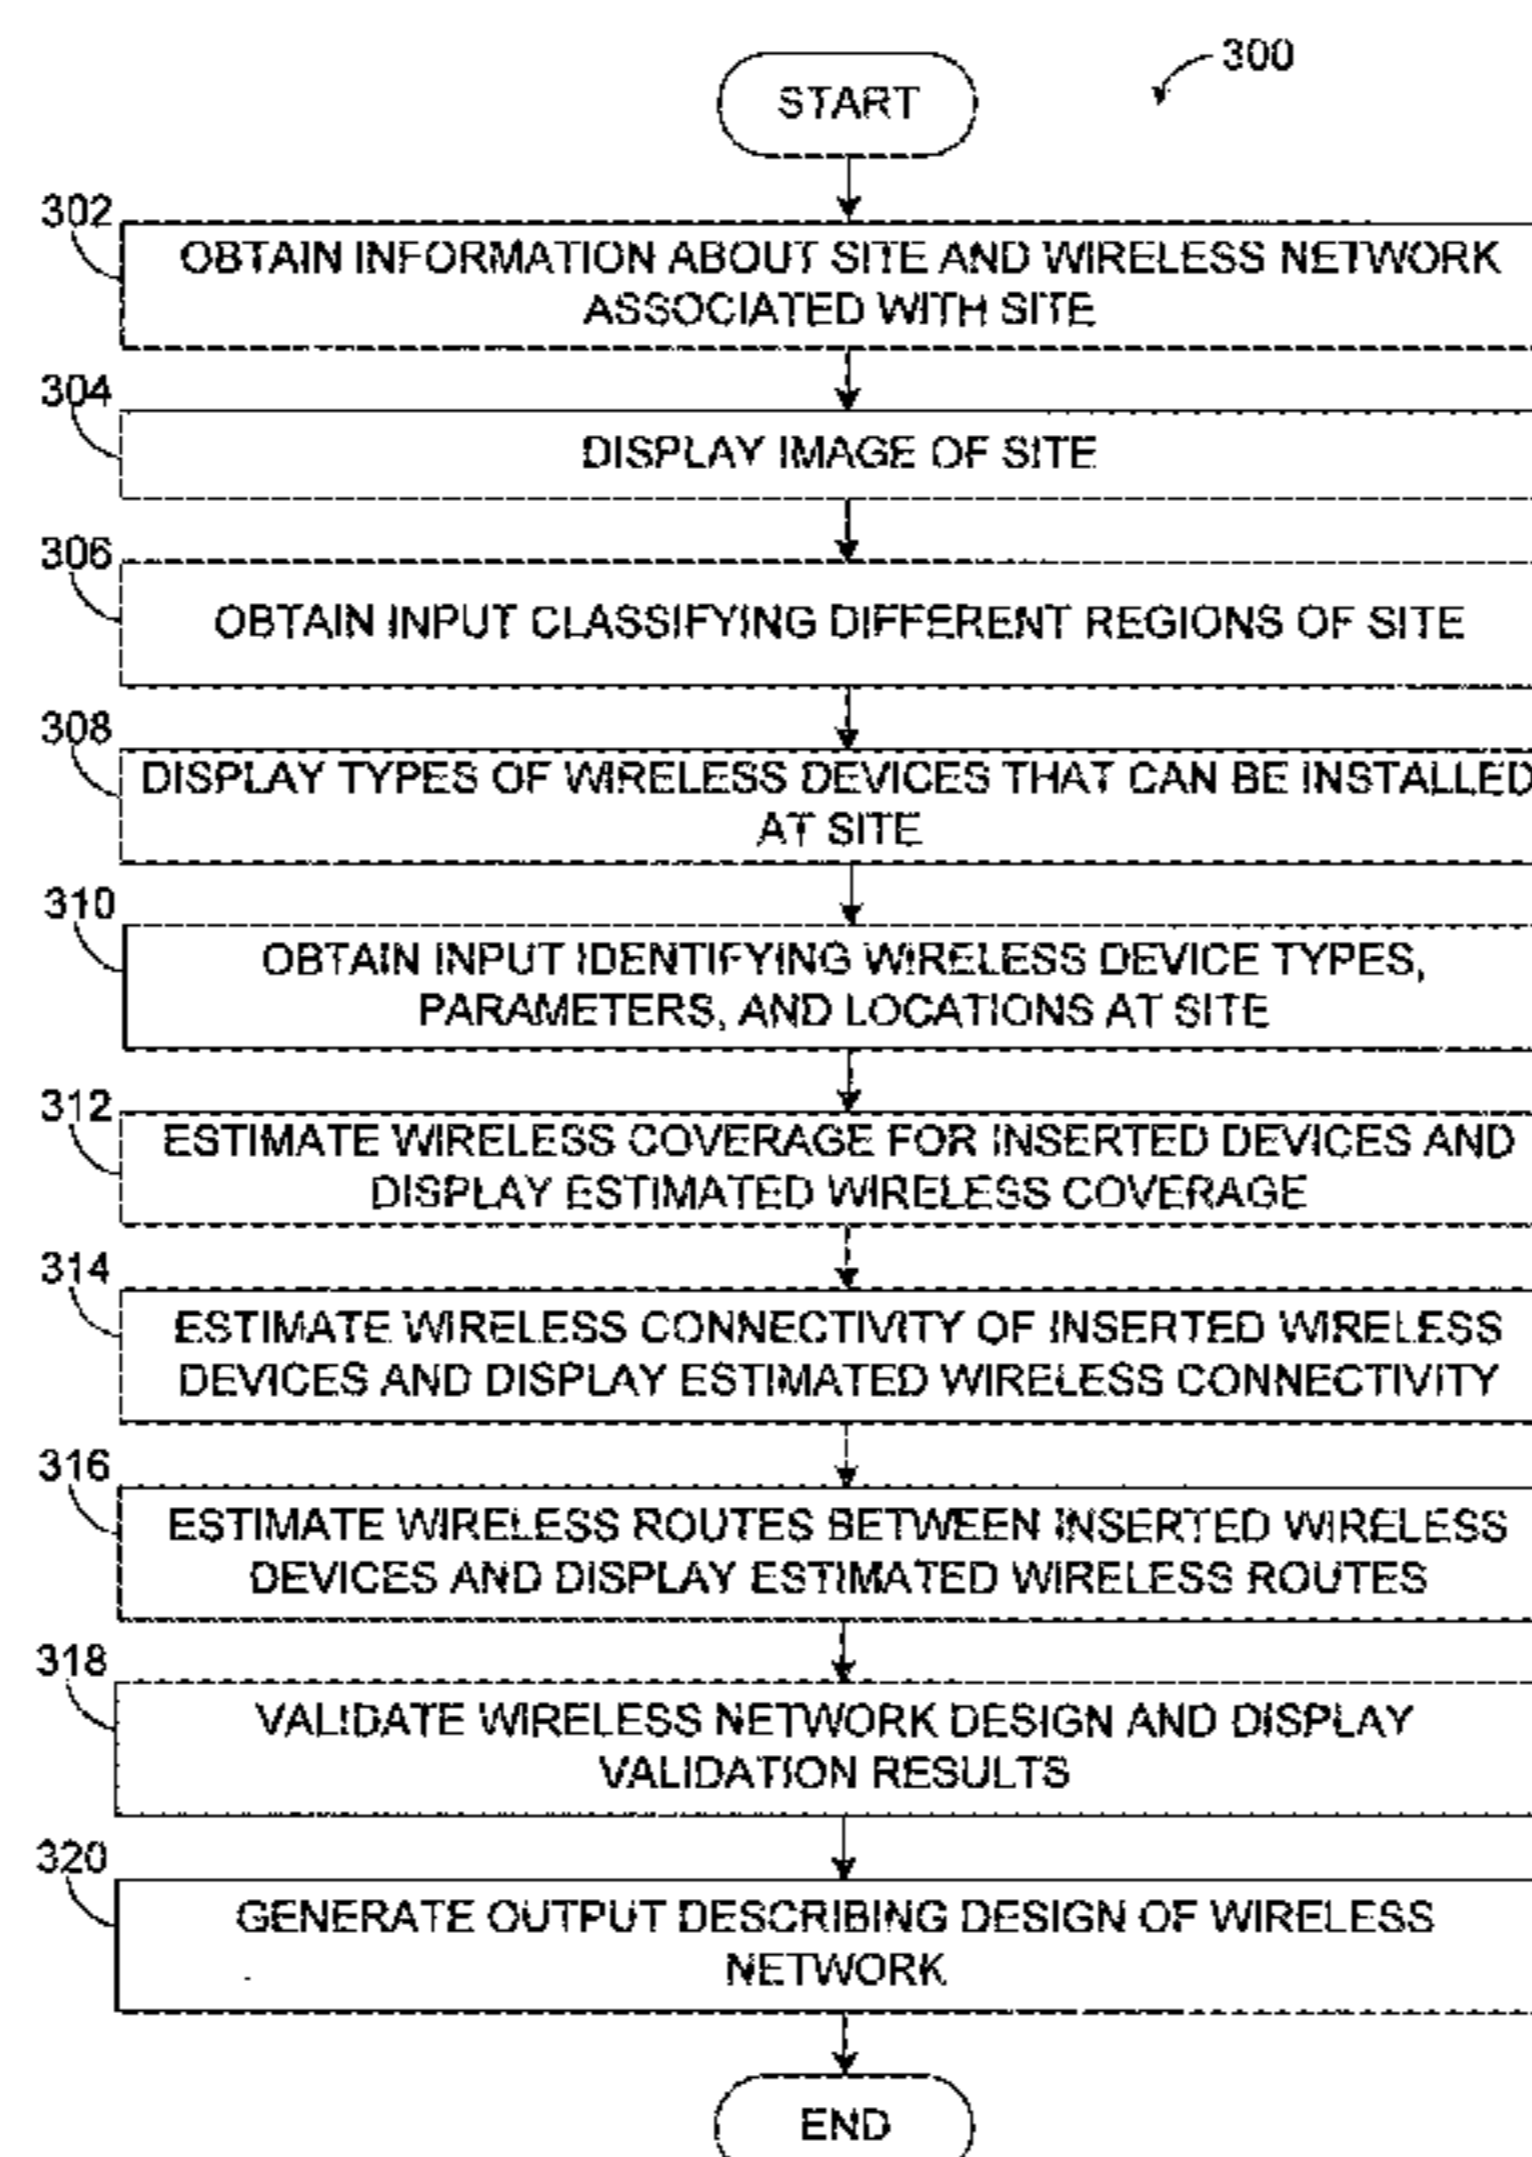 300
START
302
OBTAIN INFORMATION ABOUT SITE AND WIRELESS NETWORK
ASSOCIATED WITH SITE
304
DISPLAY IMAGE OF SITE
306
OBTAIN INPUT CLASSIFYING DIFFERENT REGIONS OF SITE
308
DISPLAY TYPES OF WIRELESS DEVICES THAT CAN BE INSTALLED
AT SITE
310
OBTAIN INPUT IDENTIFYING WIRELESS DEVICE TYPES,
PARAMETERS, AND LOCATIONS AT SITE
312
ESTIMATE WIRELESS COVERAGE FOR INSERTED DEVICES AND
DISPLAY ESTIMATED WIRELESS COVERAGE
314
ESTIMATE WIRELESS CONNECTIVITY OF INSERTED WIRELESS
DEVICES AND DISPLAY ESTIMATED WIRELESS CONNECTIVITY
316
ESTIMATE WIRELESS ROUTES BETWEEN INSERTED WIRELESS
DEVICES AND DISPLAY ESTIMATED WIRELESS ROUTES
318
VALIDATE WIRELESS NETWORK DESIGN AND DISPLAY
VALIDATION RESULTS
320
GENERATE OUTPUT DESCRIBING DESIGN OF WIRELESS
NETWORK
END